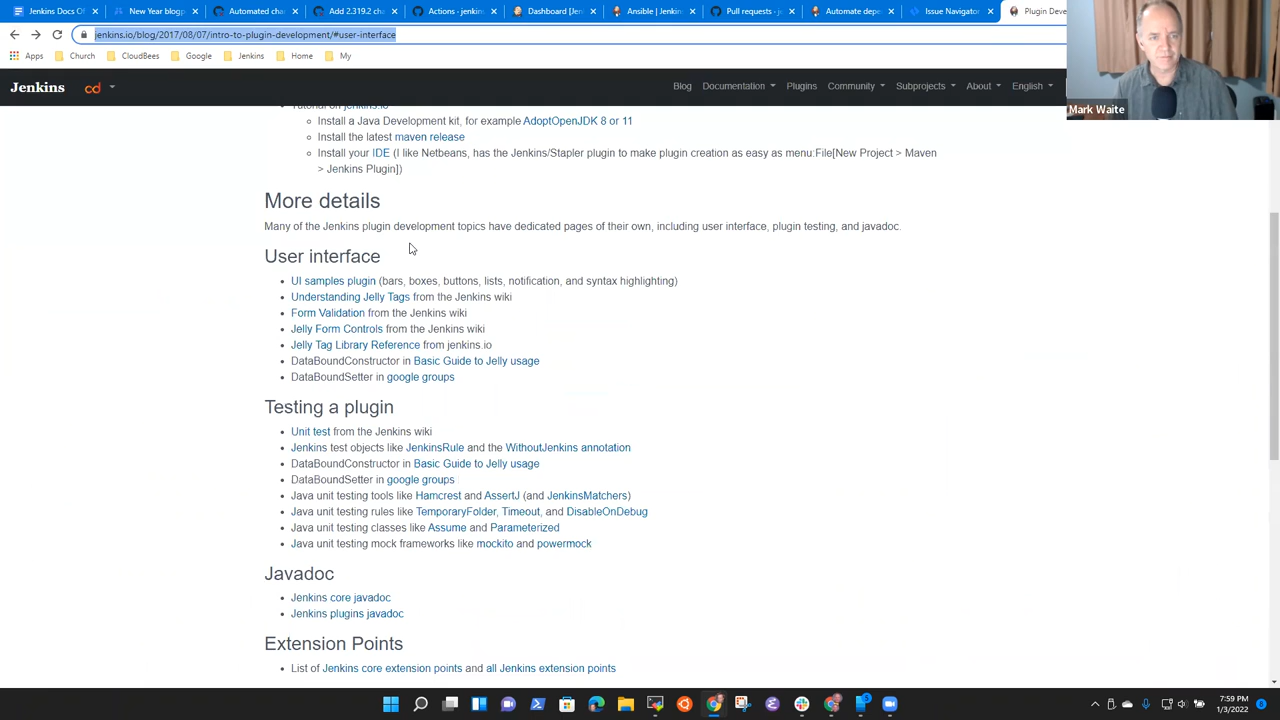 Jenkins Docs Of
New Year blogp
Automated chan
Add 2.319.2 chan
Actions · jenkin
Dashboard [Jen
Ansible | Jenkin
Pull requests · je
Automate depe
Issue Navigator
Plugin Deve
jenkins.io/blog/2017/08/07/intro-to-plugin-development/#user-interface
Apps
Church
CloudBees
Google
Jenkins
Home
My
Jenkins
cd
Blog
Documentation
Plugins
Community
Subprojects
About
English
Mark Waite
Tutorial on jenkins.io
Install a Java Development kit, for example AdoptOpenJDK 8 or 11
Install the latest maven release
Install your IDE (I like Netbeans, has the Jenkins/Stapler plugin to make plugin creation as easy as menu:File[New Project > Maven
> Jenkins Plugin])
More details
Many of the Jenkins plugin development topics have dedicated pages of their own, including user interface, plugin testing, and javadoc.
User interface
UI samples plugin (bars, boxes, buttons, lists, notification, and syntax highlighting)
Understanding Jelly Tags from the Jenkins wiki
Form Validation from the Jenkins wiki
Jelly Form Controls from the Jenkins wiki
Jelly Tag Library Reference from jenkins.io
DataBoundConstructor in Basic Guide to Jelly usage
DataBoundSetter in google groups
Testing a plugin
Unit test from the Jenkins wiki
Jenkins test objects like JenkinsRule and the WithoutJenkins annotation
DataBoundConstructor in Basic Guide to Jelly usage
DataBoundSetter in google groups
Java unit testing tools like Hamcrest and AssertJ (and JenkinsMatchers)
Java unit testing rules like TemporaryFolder, Timeout, and DisableOnDebug
Java unit testing classes like Assume and Parameterized
Java unit testing mock frameworks like mockito and powermock
Javadoc
Jenkins core javadoc
Jenkins plugins javadoc
Extension Points
List of Jenkins core extension points and all Jenkins extension points
7:59 PM
1/3/2022